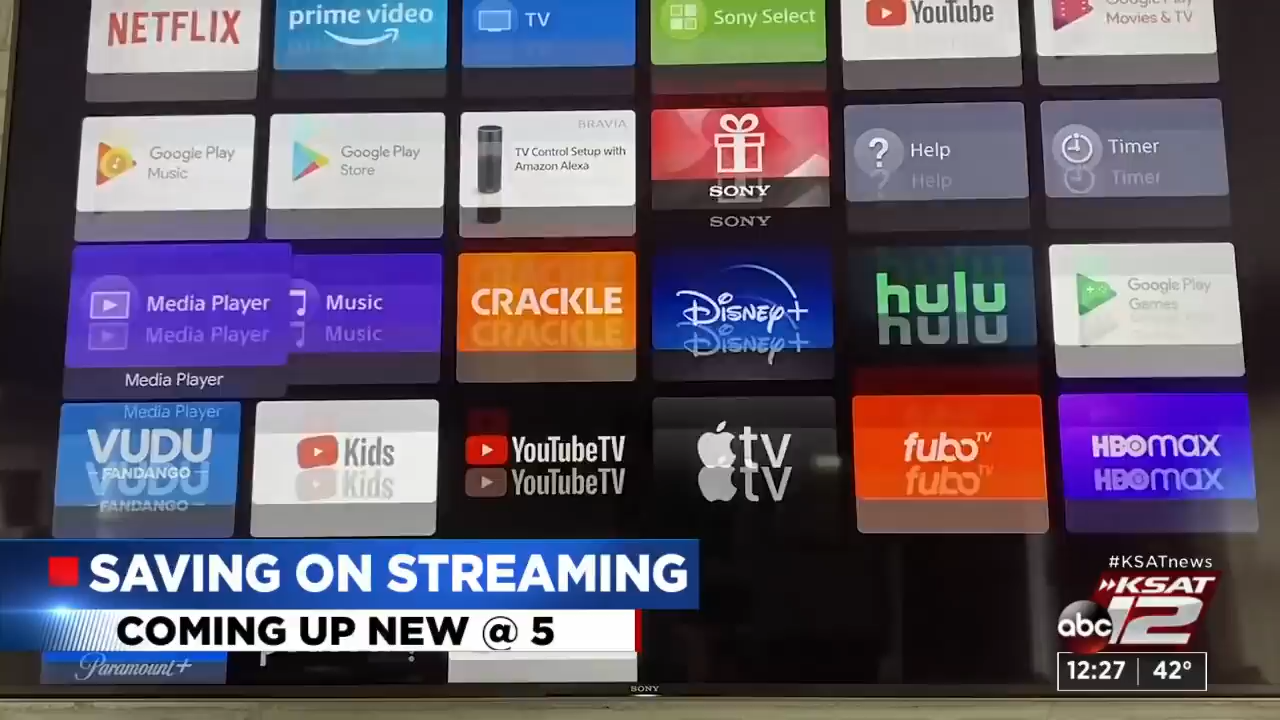 NETFLIX
prime video
TV
Sony Select
YouTube
Google Play
Movies & TV
Google Play
Music
Google Play
Store
BRAVIA
TV Control Setup with
Amazon Alexa
SONY
SONY
Help
Help
Timer
Timer
Media Player
Media Player
Media Player
Media Player
Music
Music
CRACKLE
CRACKLE
Disney+
Disney+
hulu
hulu
Google Play
Games
VUDU
FANDANGO
VUDU
FANDANGO
Kids
Kids
YouTubeTV
YouTubeTV
tv
tv
fuboTV
fuboTV
HBOMAX
HBOMAX
SAVING ON STREAMING
COMING UP NEW @ 5
Paramount+
SONY
#KSATnews
KSAT
abc 12
12:27 42°